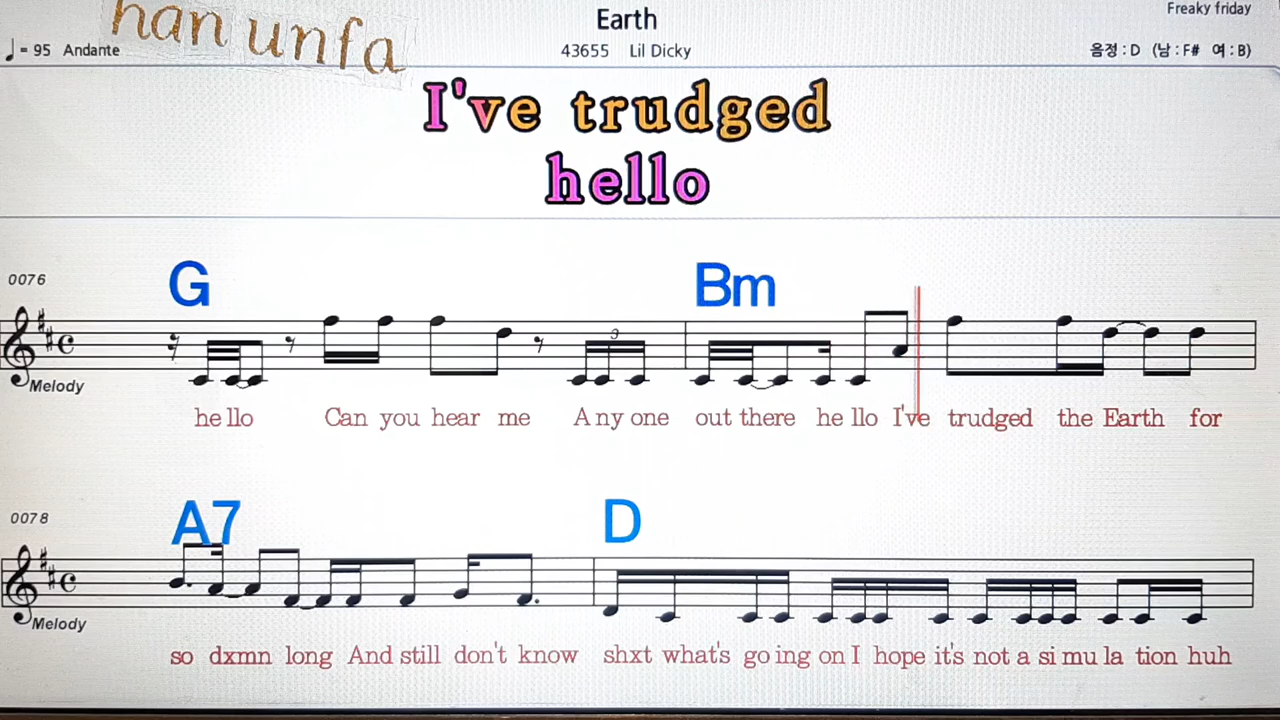 han unfa
Earth
Freaky friday
♩= 95 Andante
43655 Lil Dicky
음정 : D (남 : F# 여 : B)
I've trudged
hello
0076
G Bm
3
Melody
he llo Can you hear me A ny one out there he llo I've trudged the Earth for
0078
A7 D
Melody
so dxmn long And still don't know shxt what's go ing on I hope it's not a si mu la tion huh